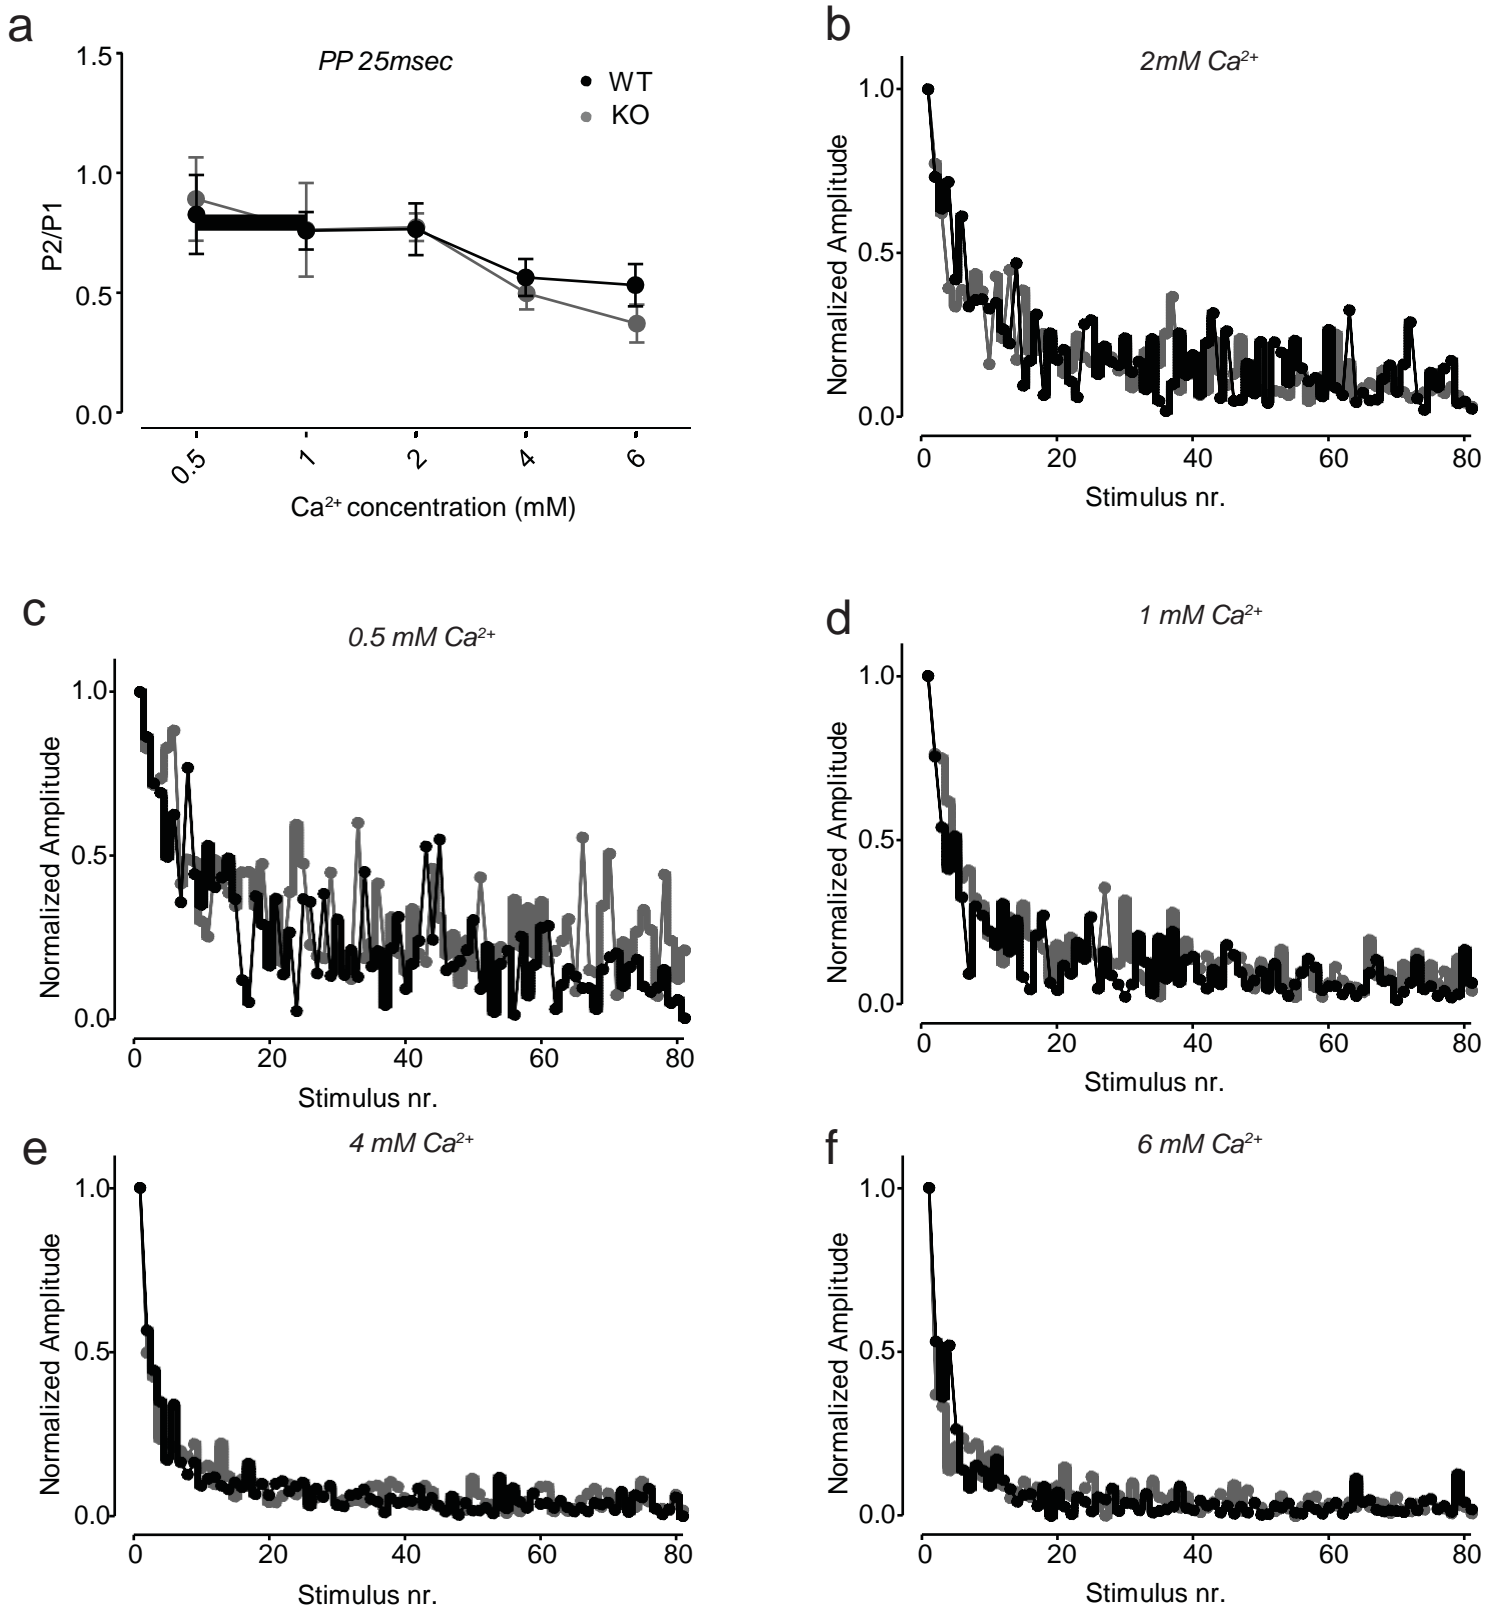 a
PP 25msec
WT
KO
1.5
1.0
0.5
0.0
P2/P1
0.5
1
2
4
6
Ca²⁺ concentration (mM)
b
2mM Ca²⁺
1.0
0.5
0.0
Normalized Amplitude
0 20 40 60 80
Stimulus nr.
c
0.5 mM Ca²⁺
1.0
0.5
0.0
Normalized Amplitude
0 20 40 60 80
Stimulus nr.
d
1 mM Ca²⁺
1.0
0.5
0.0
Normalized Amplitude
0 20 40 60 80
Stimulus nr.
e
4 mM Ca²⁺
1.0
0.5
0.0
Normalized Amplitude
0 20 40 60 80
Stimulus nr.
f
6 mM Ca²⁺
1.0
0.5
0.0
Normalized Amplitude
0 20 40 60 80
Stimulus nr.